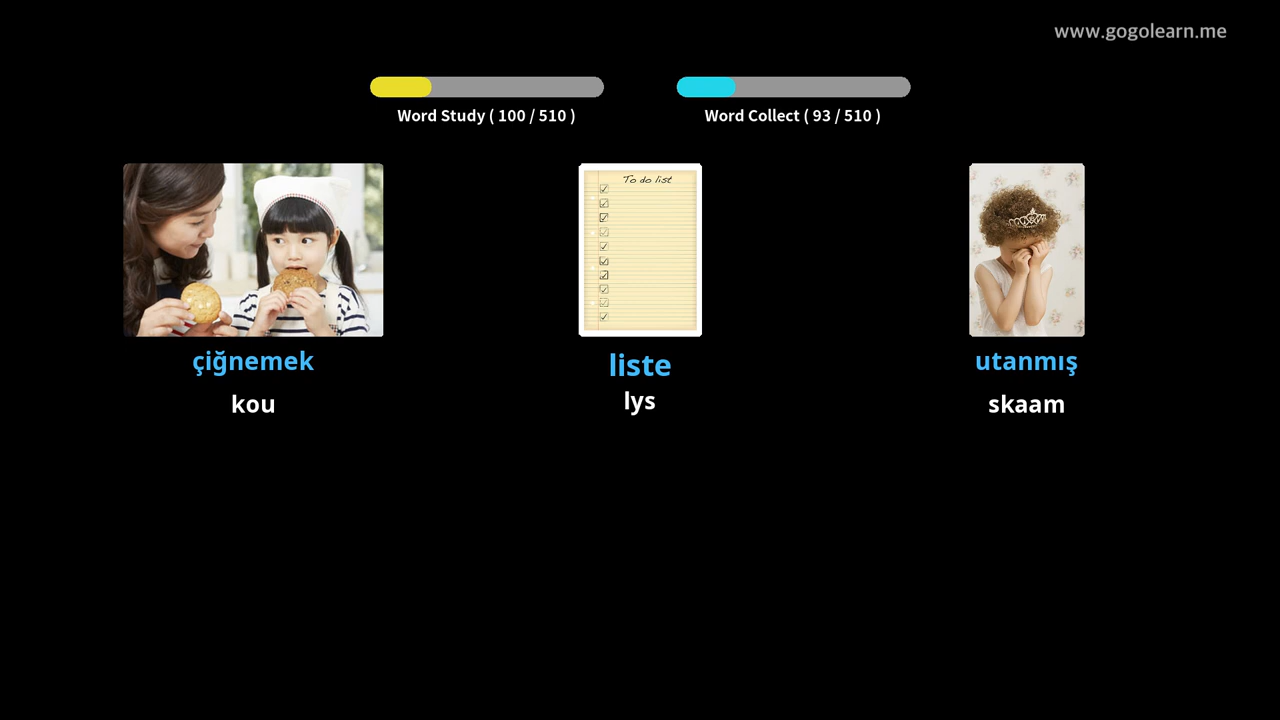 www.gogolearn.me
Word Study ( 100 / 510 )
Word Collect ( 93 / 510 )
To do list
çiğnemek
liste
utanmış
kou
lys
skaam